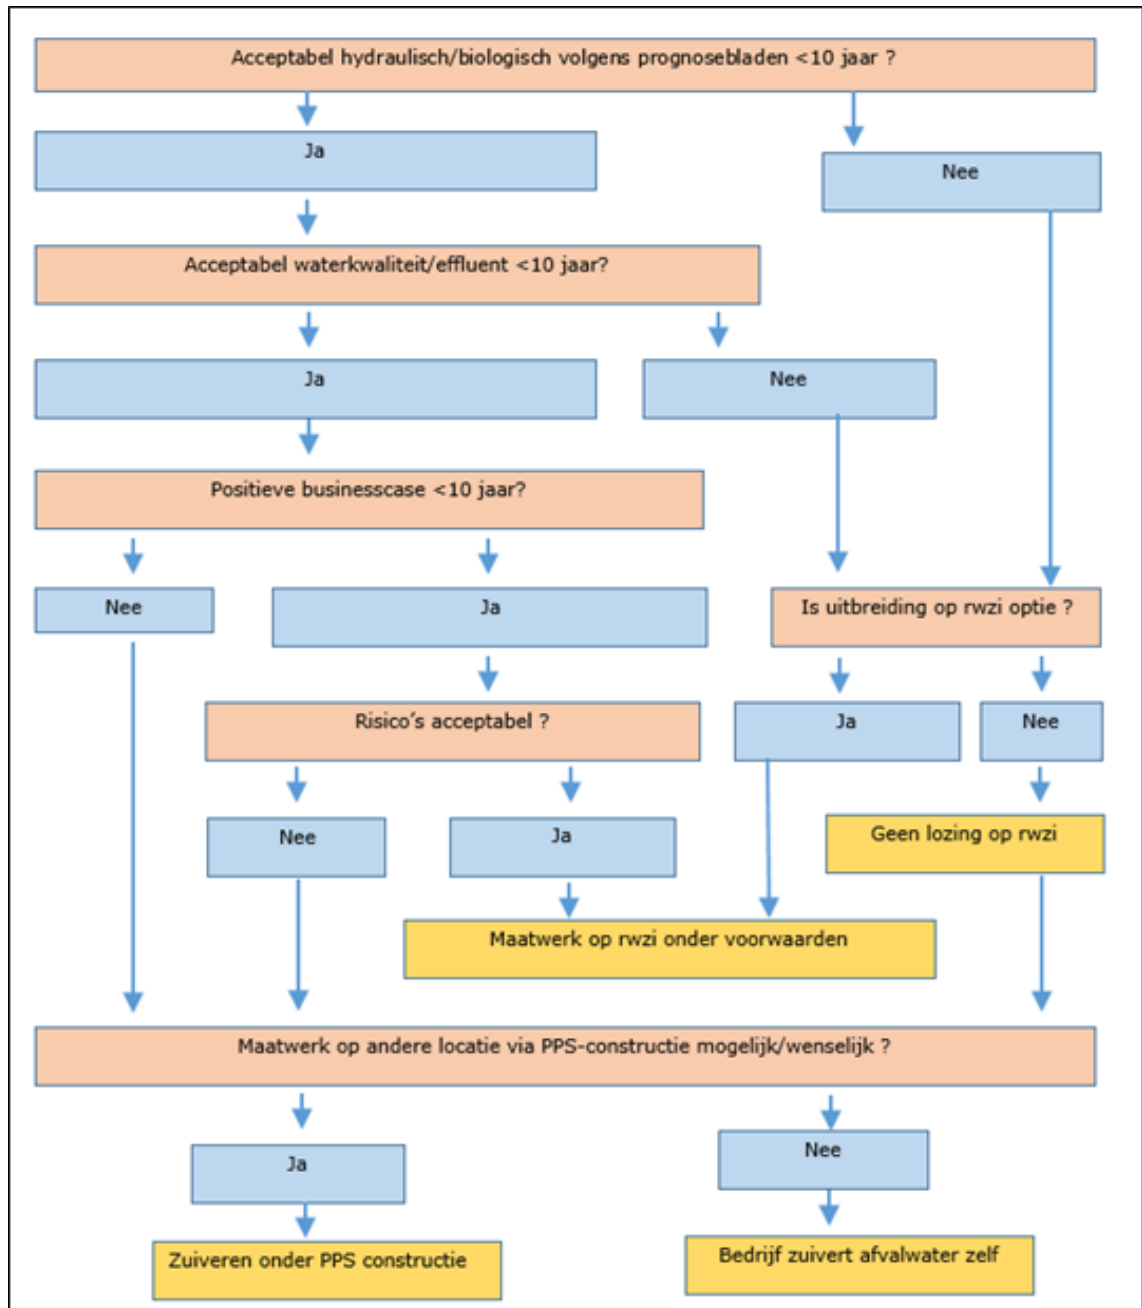 Acceptabel hydraulisch/biologisch volgens prognosebladen <10 jaar ?
Ja
Nee
Acceptabel waterkwaliteit/effluent <10 jaar?
Ja
Nee
Positieve businesscase <10 jaar?
Nee
Ja
Is uitbreiding op rwzi optie ?
Risico's acceptabel ?
Ja
Nee
Nee
Ja
Geen lozing op rwzi
Maatwerk op rwzi onder voorwaarden
Maatwerk op andere locatie via PPS-constructie mogelijk/wenselijk ?
Ja
Nee
Zuiveren onder PPS constructie
Bedrijf zuivert afvalwater zelf